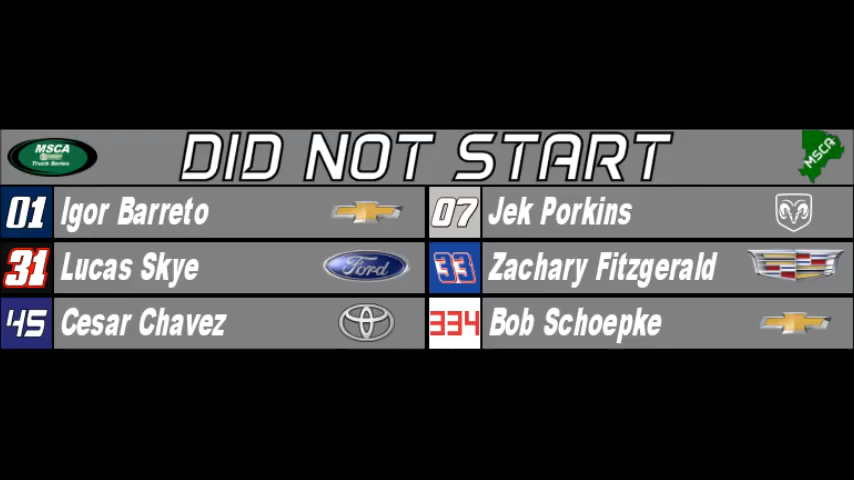 MSCA
Truck Series
DID NOT START
MSCA
01 Igor Barreto
07 Jek Porkins
31 Lucas Skye Ford
33 Zachary Fitzgerald
45 Cesar Chavez
334 Bob Schoepke